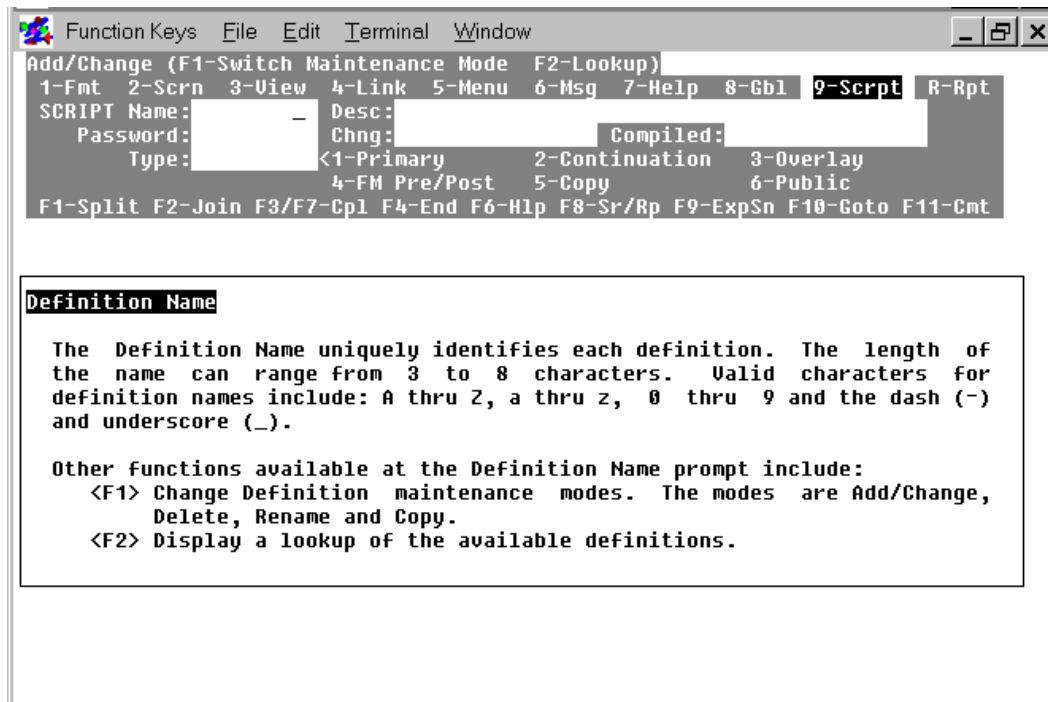 Function Keys File Edit Terminal Window
Add/Change (F1-Switch Maintenance Mode F2-Lookup)
1-Fmt 2-Scrn 3-View 4-Link 5-Menu 6-Msg 7-Help 8-Gbl 9-Scrpt R-Rpt
SCRIPT Name: _ Desc:
Password: Chng: Compiled:
Type: <1-Primary 2-Continuation 3-Overlay
4-FM Pre/Post 5-Copy 6-Public
F1-Split F2-Join F3/F7-Cpl F4-End F6-Hlp F8-Sr/Rp F9-ExpSn F10-Goto F11-Cmt
Definition Name
The Definition Name uniquely identifies each definition. The length of
the name can range from 3 to 8 characters. Valid characters for
definition names include: A thru Z, a thru z, 0 thru 9 and the dash (-)
and underscore (_).
Other functions available at the Definition Name prompt include:
<F1> Change Definition maintenance modes. The modes are Add/Change,
Delete, Rename and Copy.
<F2> Display a lookup of the available definitions.